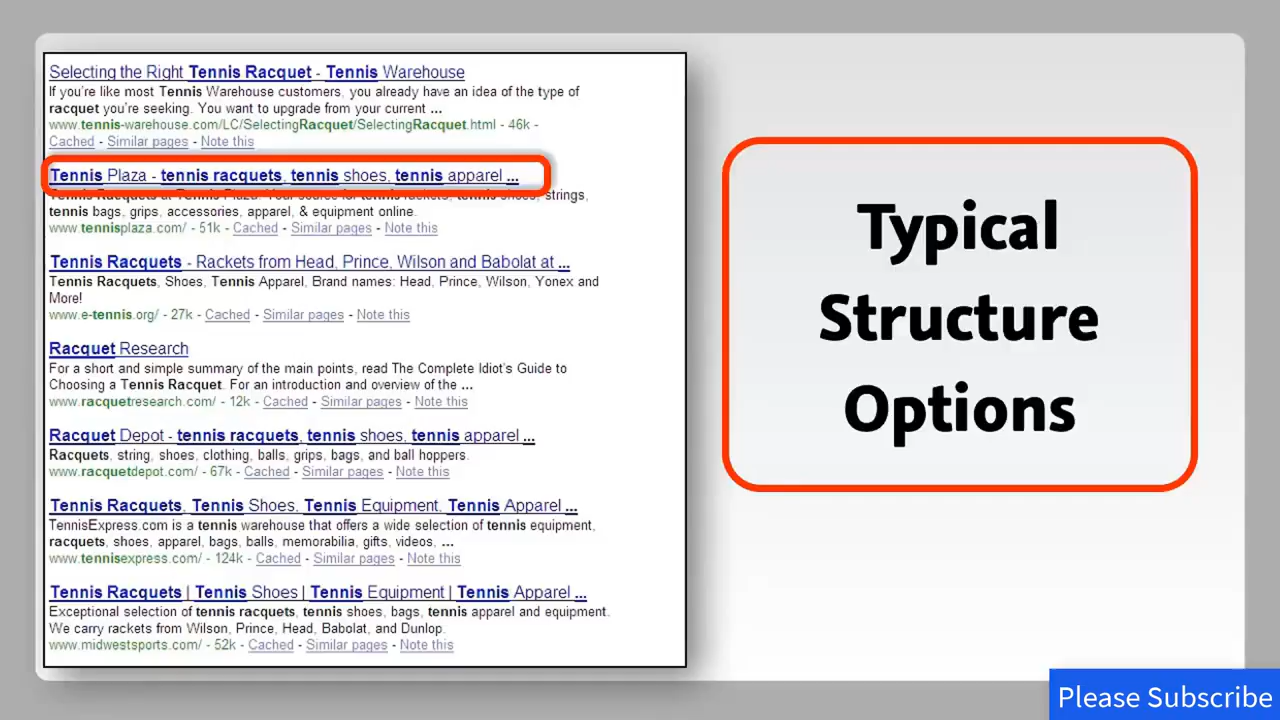 Selecting the Right Tennis Racquet - Tennis Warehouse
If you're like most Tennis Warehouse customers, you already have an idea of the type of
racquet you're seeking. You want to upgrade from your current ...
www.tennis-warehouse.com/LC/SelectingRacquet/SelectingRacquet.html - 46k -
Cached - Similar pages - Note this
Tennis Plaza - tennis racquets, tennis shoes, tennis apparel ...
Tennis Racquets at Tennis Plaza. Your source for tennis rackets, tennis shoes, strings,
tennis bags, grips, accessories, apparel, & equipment online.
www.tennisplaza.com/ - 51k - Cached - Similar pages - Note this
Tennis Racquets - Rackets from Head, Prince, Wilson and Babolat at ...
Tennis Racquets, Shoes, Tennis Apparel, Brand names: Head, Prince, Wilson, Yonex and
More!
www.e-tennis.org/ - 27k - Cached - Similar pages - Note this
Racquet Research
For a short and simple summary of the main points, read The Complete Idiot's Guide to
Choosing a Tennis Racquet. For an introduction and overview of the ...
www.racquetresearch.com/ - 12k - Cached - Similar pages - Note this
Racquet Depot - tennis racquets, tennis shoes, tennis apparel ...
Racquets, string, shoes, clothing, balls, grips, bags, and ball hoppers.
www.racquetdepot.com/ - 67k - Cached - Similar pages - Note this
Tennis Racquets, Tennis Shoes, Tennis Equipment, Tennis Apparel ...
TennisExpress.com is a tennis warehouse that offers a wide selection of tennis equipment,
racquets, shoes, apparel, bags, balls, memorabilia, gifts, videos, ...
www.tennisexpress.com/ - 124k - Cached - Similar pages - Note this
Tennis Racquets | Tennis Shoes | Tennis Equipment | Tennis Apparel ...
Exceptional selection of tennis racquets, tennis shoes, bags, tennis apparel and equipment.
We carry rackets from Wilson, Prince, Head, Babolat, and Dunlop.
www.midwestsports.com/ - 52k - Cached - Similar pages - Note this
Typical
Structure
Options
Please Subscribe